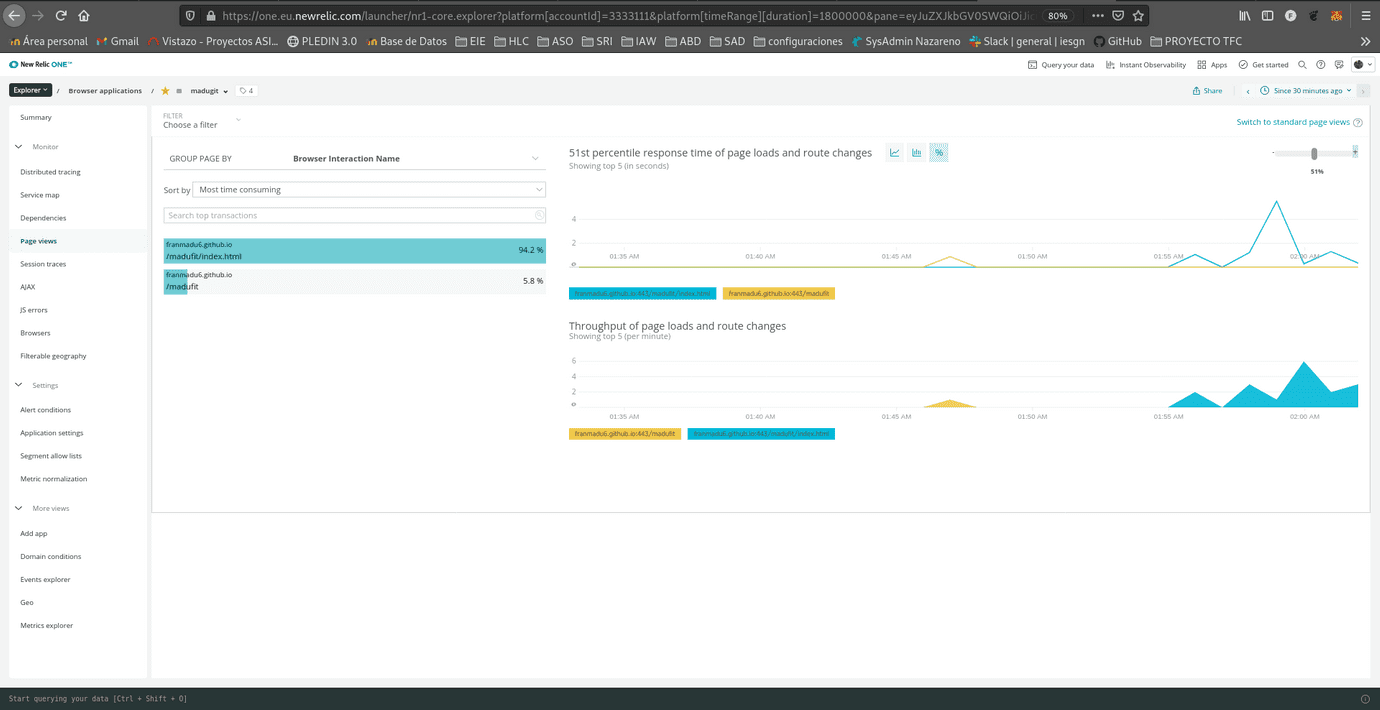 https://one.eu.newrelic.com/launcher/nr1-core.explorer?platform[accountId]=3333111&platform[timeRange][duration]=1800000&pane=eyJuZXJkbGV0SWQiOiJic 80%
Área personal Gmail Vistazo - Proyectos ASI... PLEDIN 3.0 Base de Datos EIE HLC ASO SRI IAW ABD SAD configuraciones SysAdmin Nazareno Slack | general | iesgn GitHub PROYECTO TFC
New Relic ONE™ Query your data Instant Observability Apps Get started
Explorer / Browser applications / madugit 4 Share Since 30 minutes ago
Summary
Monitor
Distributed tracing
Service map
Dependencies
Page views
Session traces
AJAX
JS errors
Browsers
Filterable geography
Settings
Alert conditions
Application settings
Segment allow lists
Metric normalization
More views
Add app
Domain conditions
Events explorer
Geo
Metrics explorer
FILTER
Choose a filter
Switch to standard page views
GROUP PAGE BY Browser Interaction Name
Sort by Most time consuming
Search top transactions
franmadu6.github.io
/madufit/index.html 94.2 %
franmadu6.github.io
/madufit 5.8 %
51st percentile response time of page loads and route changes %
Showing top 5 (in seconds)
- +
51%
4
2
0
01:35 AM 01:40 AM 01:45 AM 01:50 AM 01:55 AM 02:00 AM
franmadu6.github.io:443/madufit/index.html franmadu6.github.io:443/madufit
Throughput of page loads and route changes
Showing top 5 (per minute)
6
4
2
0
01:35 AM 01:40 AM 01:45 AM 01:50 AM 01:55 AM 02:00 AM
franmadu6.github.io:443/madufit franmadu6.github.io:443/madufit/index.html
Start querying your data [Ctrl + Shift + O]